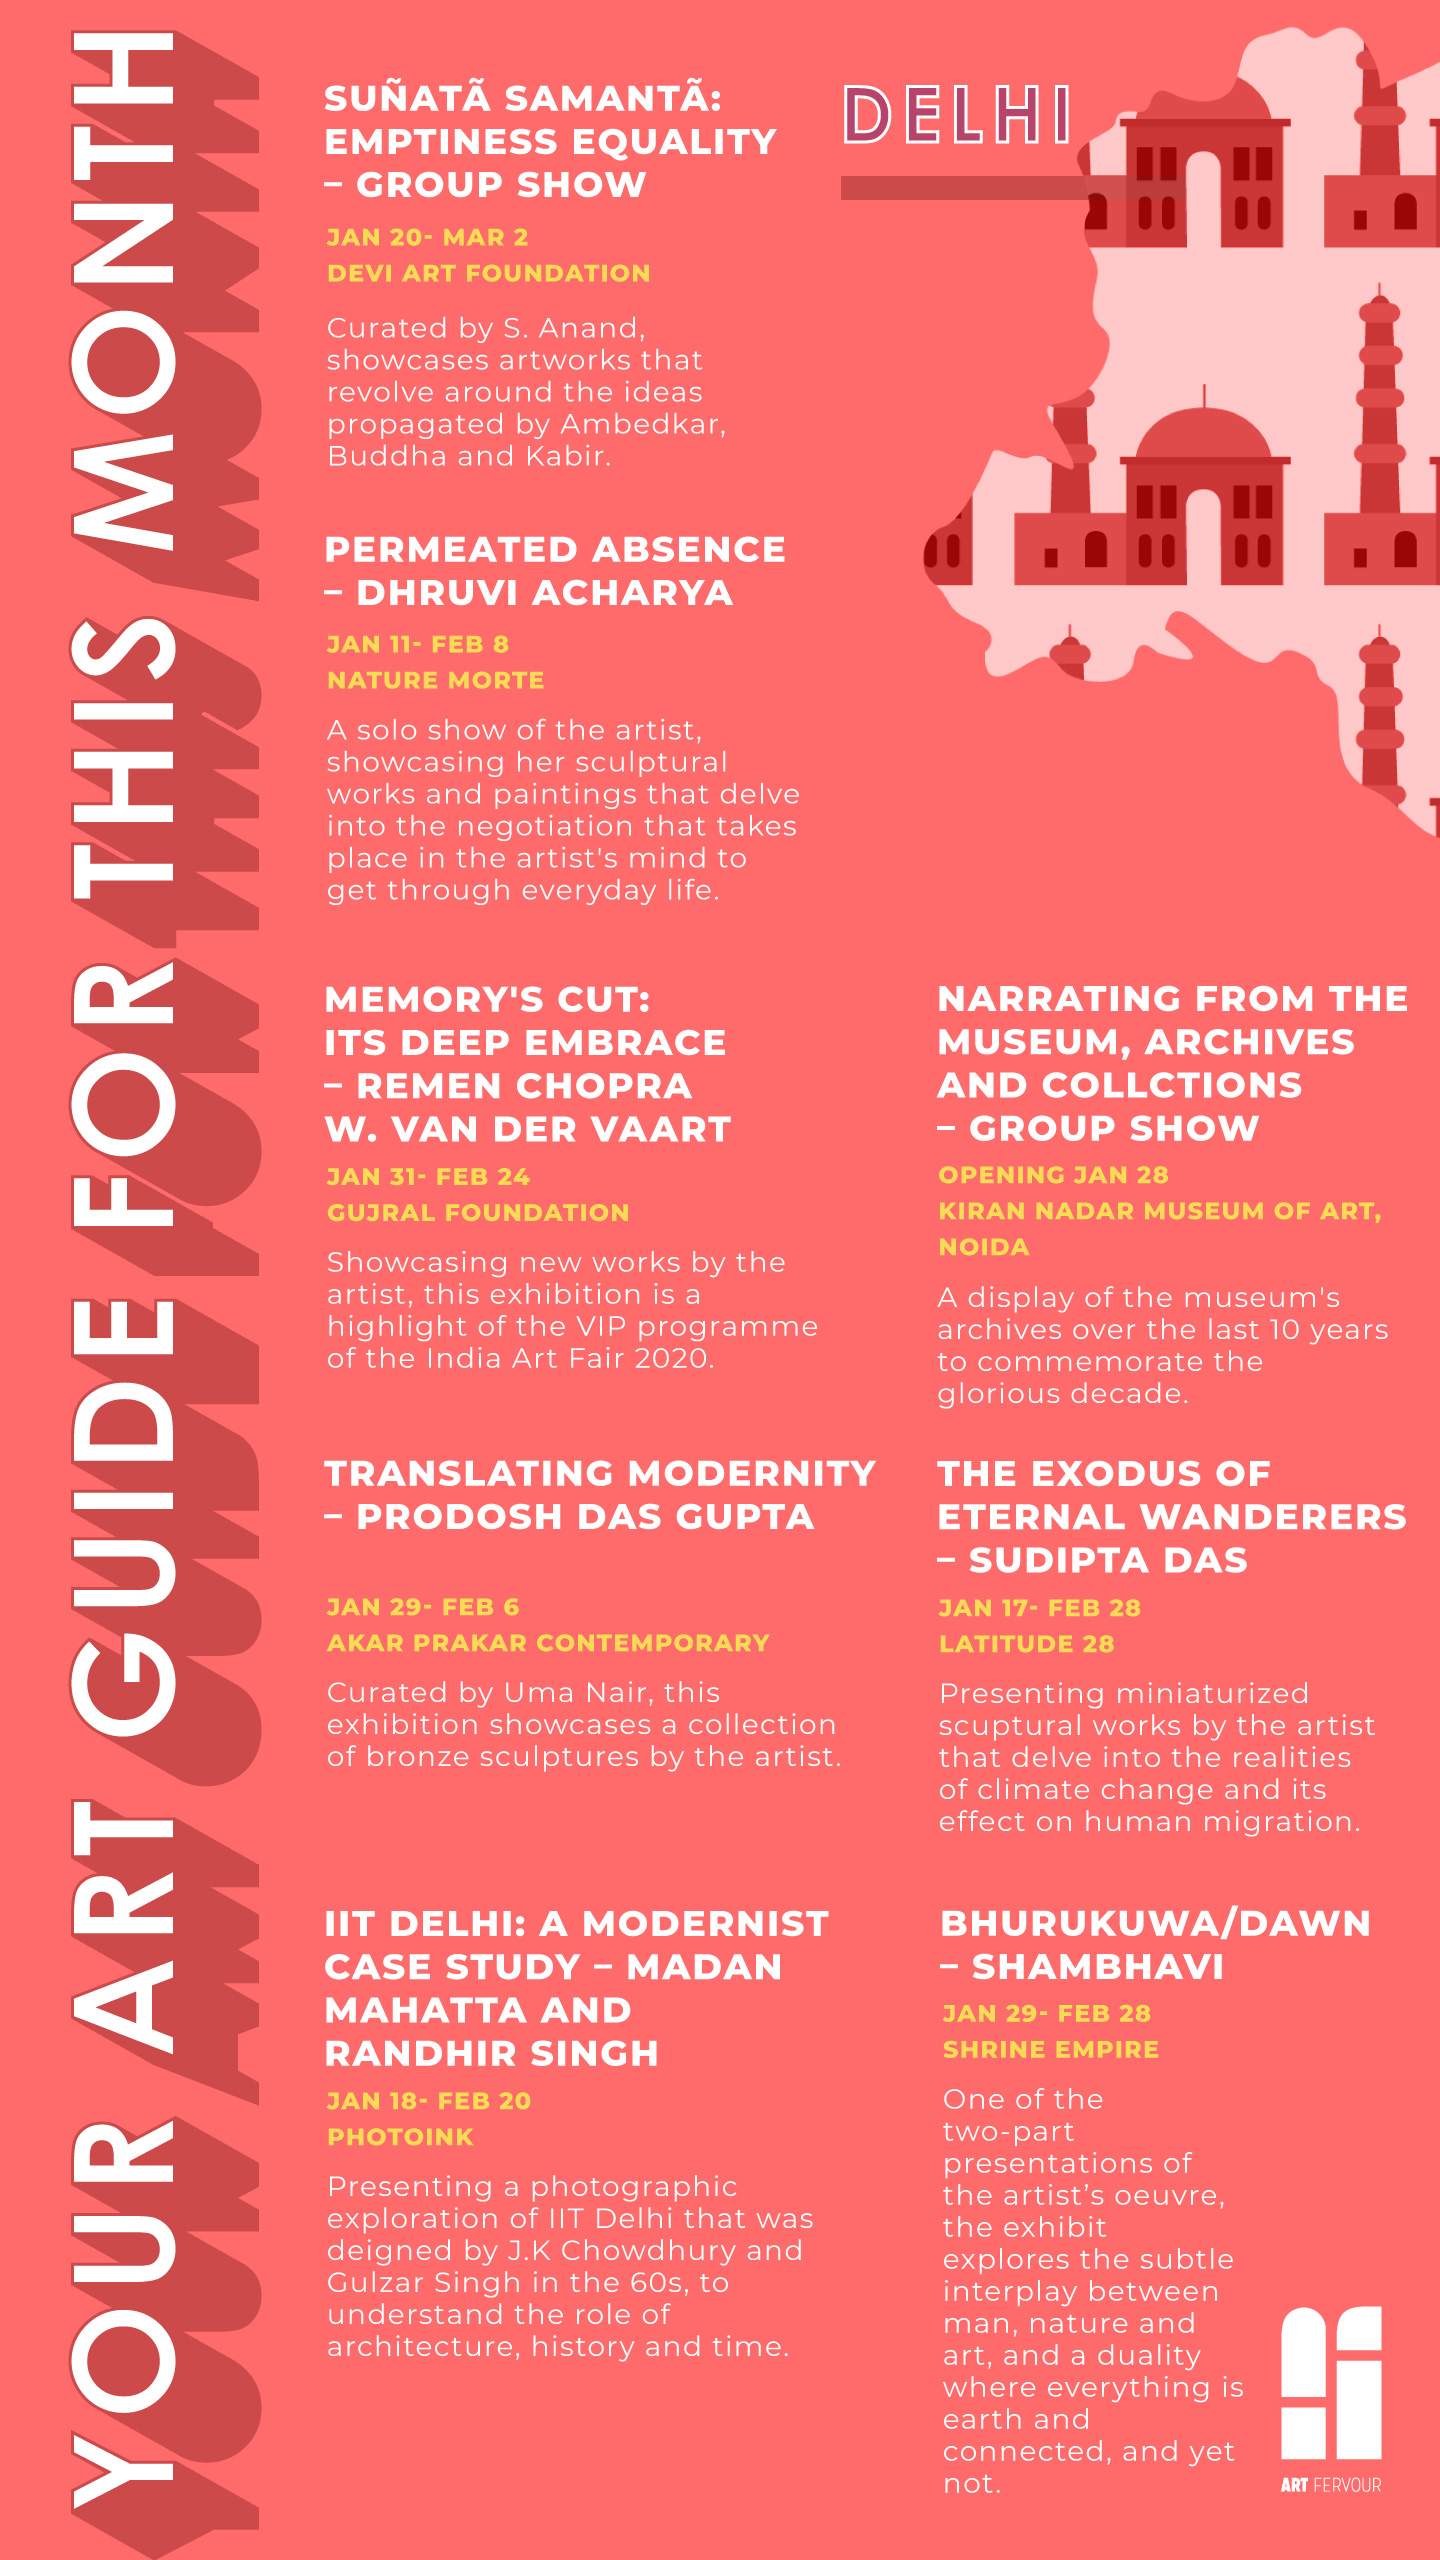 YOUR ART GUIDE FOR THIS MONTH
DELHI
SUÑATÃ SAMANTÃ:
EMPTINESS EQUALITY
– GROUP SHOW
JAN 20- MAR 2
DEVI ART FOUNDATION
Curated by S. Anand,
showcases artworks that
revolve around the ideas
propagated by Ambedkar,
Buddha and Kabir.
PERMEATED ABSENCE
– DHRUVI ACHARYA
JAN 11- FEB 8
NATURE MORTE
A solo show of the artist,
showcasing her sculptural
works and paintings that delve
into the negotiation that takes
place in the artist's mind to
get through everyday life.
MEMORY'S CUT:
ITS DEEP EMBRACE
– REMEN CHOPRA
W. VAN DER VAART
JAN 31- FEB 24
GUJRAL FOUNDATION
Showcasing new works by the
artist, this exhibition is a
highlight of the VIP programme
of the India Art Fair 2020.
NARRATING FROM THE
MUSEUM, ARCHIVES
AND COLLCTIONS
– GROUP SHOW
OPENING JAN 28
KIRAN NADAR MUSEUM OF ART,
NOIDA
A display of the museum's
archives over the last 10 years
to commemorate the
glorious decade.
TRANSLATING MODERNITY
– PRODOSH DAS GUPTA
JAN 29- FEB 6
AKAR PRAKAR CONTEMPORARY
Curated by Uma Nair, this
exhibition showcases a collection
of bronze sculptures by the artist.
THE EXODUS OF
ETERNAL WANDERERS
– SUDIPTA DAS
JAN 17- FEB 28
LATITUDE 28
Presenting miniaturized
scuptural works by the artist
that delve into the realities
of climate change and its
effect on human migration.
IIT DELHI: A MODERNIST
CASE STUDY – MADAN
MAHATTA AND
RANDHIR SINGH
JAN 18- FEB 20
PHOTOINK
Presenting a photographic
exploration of IIT Delhi that was
deigned by J.K Chowdhury and
Gulzar Singh in the 60s, to
understand the role of
architecture, history and time.
BHURUKUWA/DAWN
– SHAMBHAVI
JAN 29- FEB 28
SHRINE EMPIRE
One of the
two-part
presentations of
the artist’s oeuvre,
the exhibit
explores the subtle
interplay between
man, nature and
art, and a duality
where everything is
earth and
connected, and yet
not.
ART FERVOUR